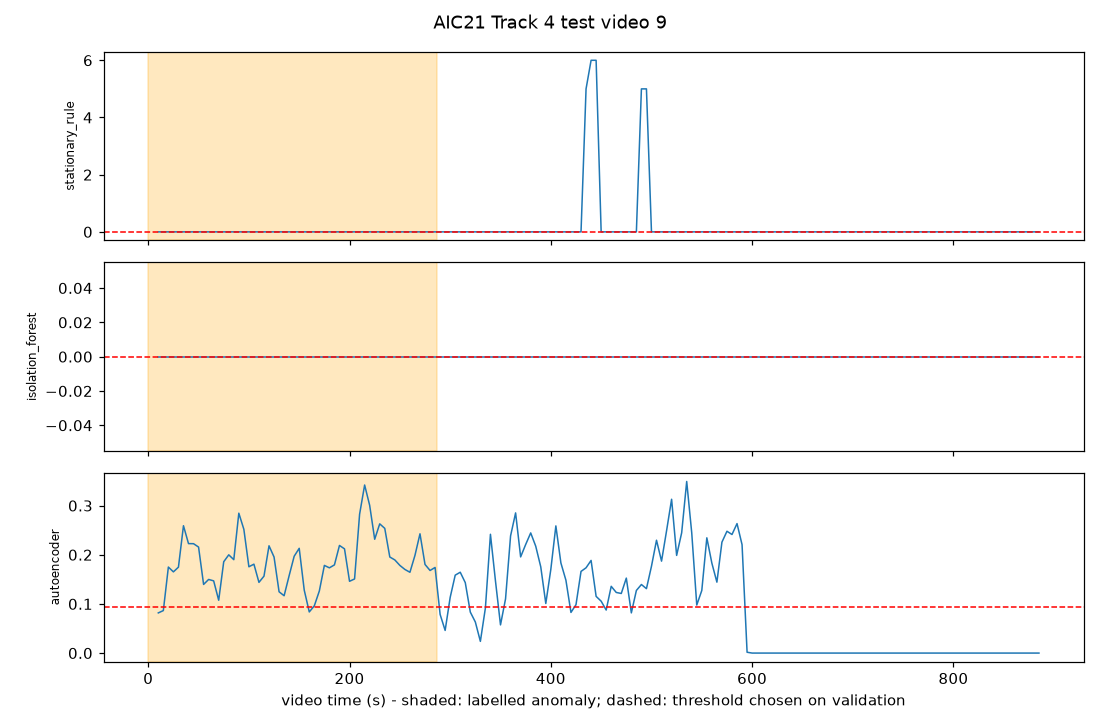 AIC21 Track 4 test video 9
6
4
2
0
stationary_rule
0.04
0.02
0.00
−0.02
−0.04
isolation_forest
0.3
0.2
0.1
0.0
autoencoder
0 200 400 600 800
video time (s) - shaded: labelled anomaly; dashed: threshold chosen on validation